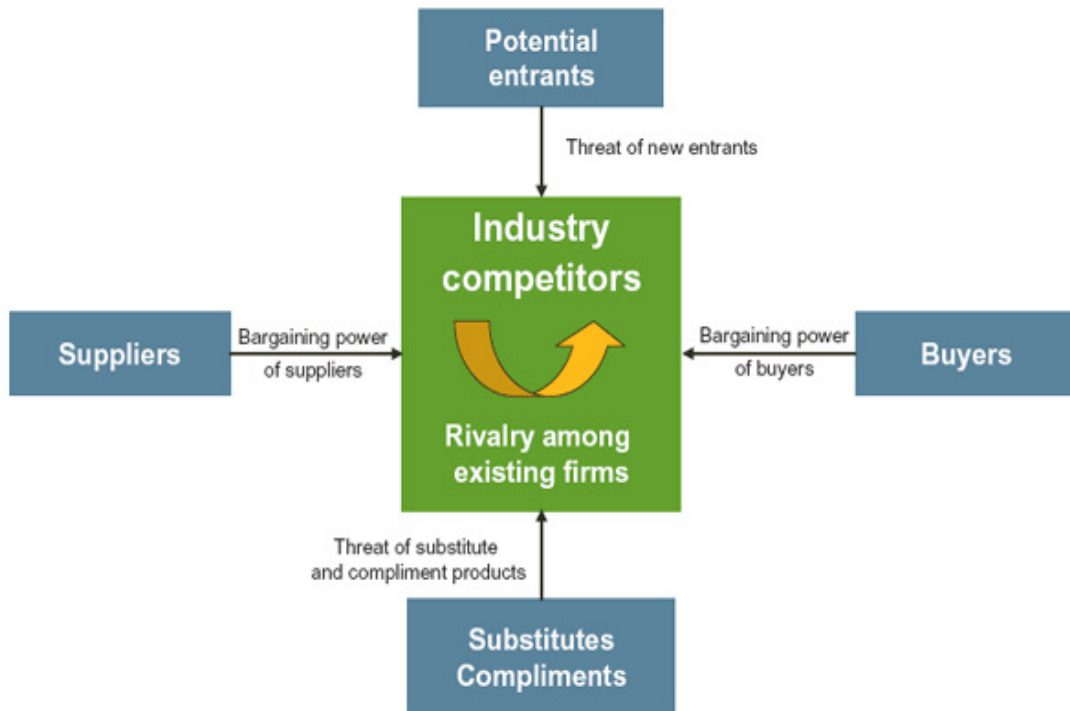 Potential
entrants
Threat of new entrants
Industry
competitors
Suppliers
Bargaining power
of suppliers
Bargaining power
of buyers
Buyers
Rivalry among
existing firms
Threat of substitute
and compliment products
Substitutes
Compliments